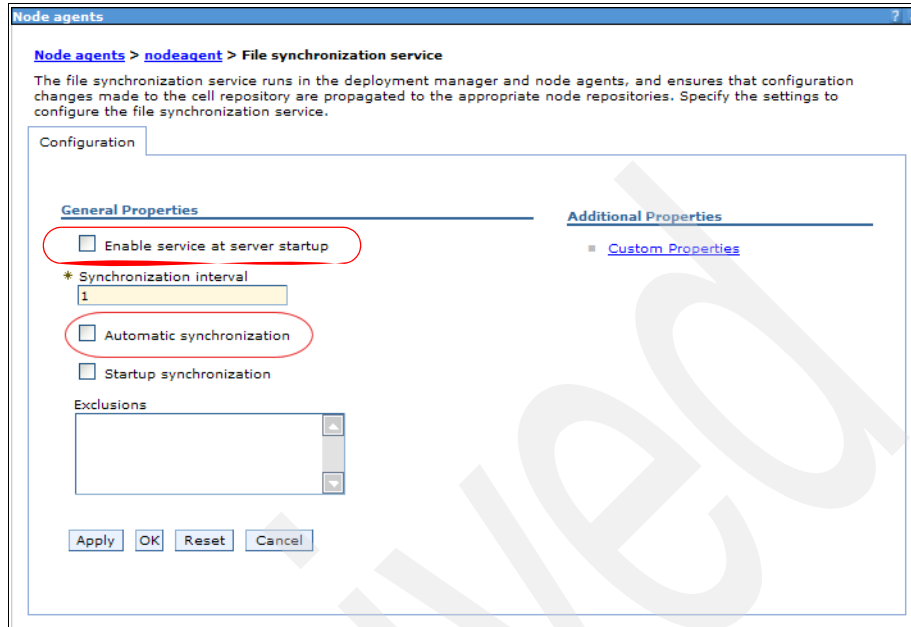 Node agents ?
Node agents > nodeagent > File synchronization service
The file synchronization service runs in the deployment manager and node agents, and ensures that configuration
changes made to the cell repository are propagated to the appropriate node repositories. Specify the settings to
configure the file synchronization service.
Configuration
General Properties
Enable service at server startup
* Synchronization interval
1
Automatic synchronization
Startup synchronization
Exclusions
Apply OK Reset Cancel
Additional Properties
Custom Properties